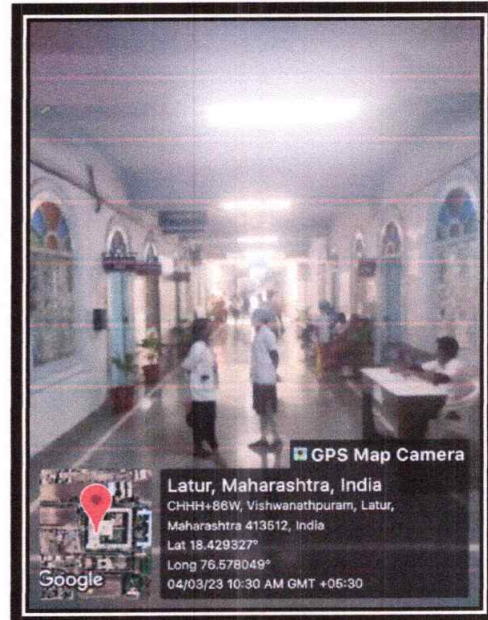 GPS Map Camera
Latur, Maharashtra, India
CHHH+86W, Vishwanathpuram, Latur,
Maharashtra 413512, India
Lat 18.429327°
Long 76.578049°
04/03/23 10:30 AM GMT +05:30
Google